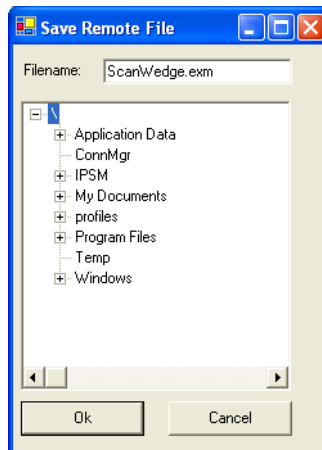 Save Remote File
Filename: ScanWedge.exm
\
Application Data
ConnMgr
IPSM
My Documents
profiles
Program Files
Temp
Windows
Ok Cancel